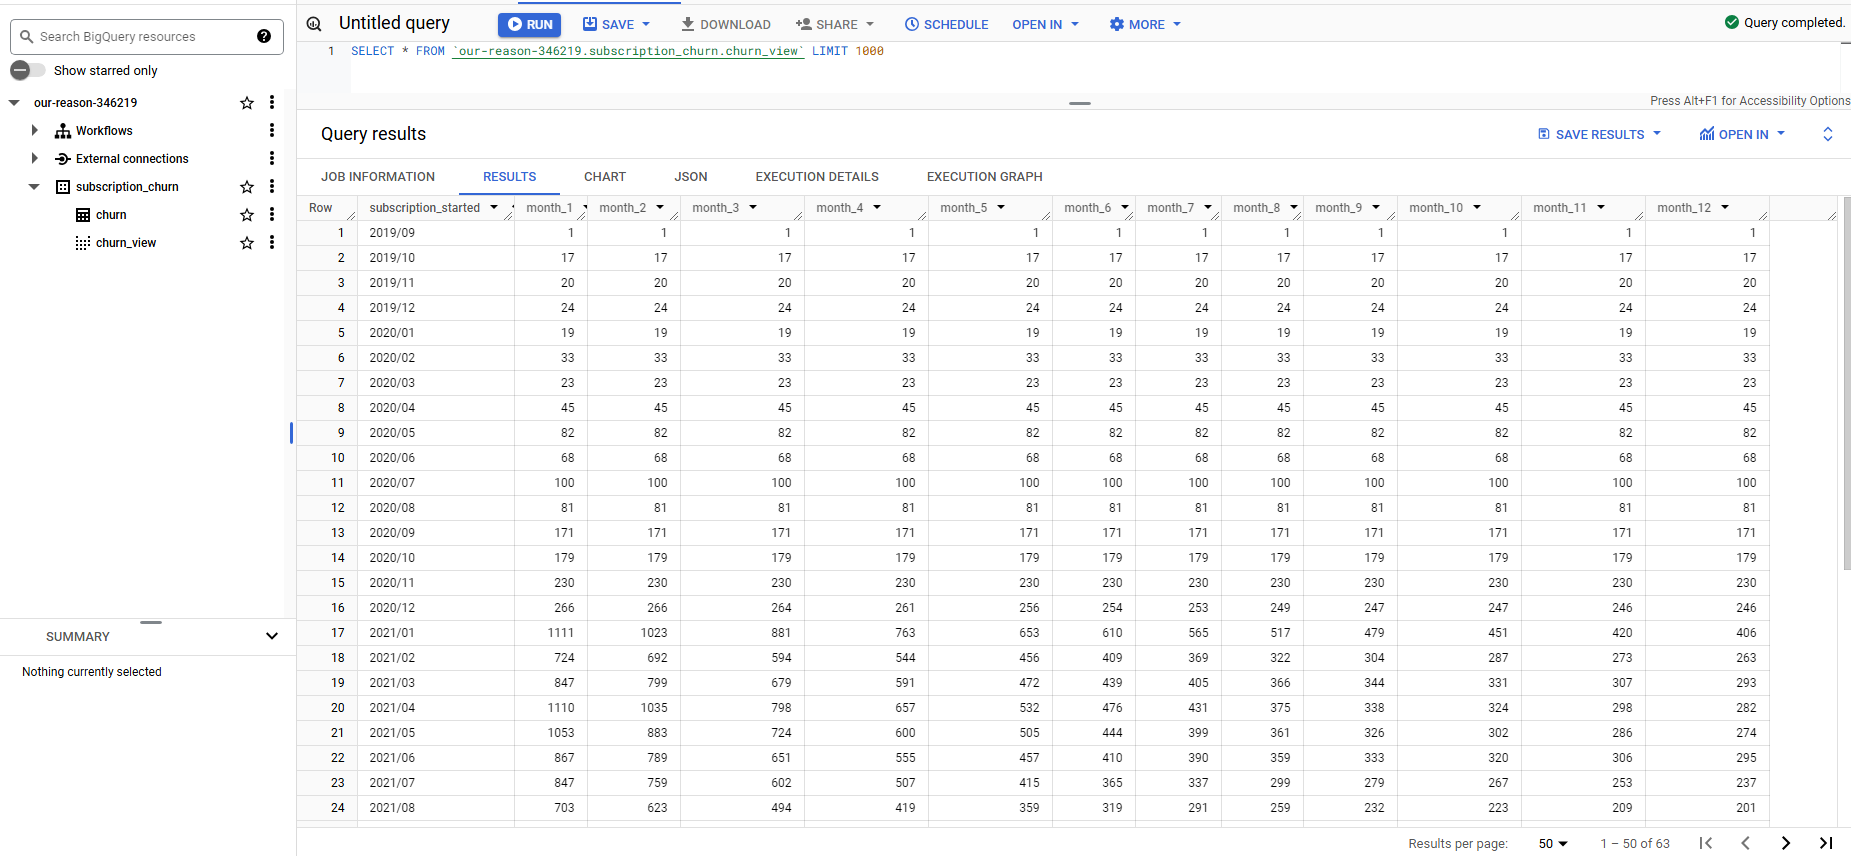 Search BigQuery resources
Show starred only
our-reason-346219
Workflows
External connections
subscription_churn
churn
churn_view
SUMMARY
Nothing currently selected
Untitled query RUN SAVE DOWNLOAD SHARE SCHEDULE OPEN IN MORE Query completed.
1 SELECT * FROM `our-reason-346219.subscription_churn.churn_view` LIMIT 1000
Press Alt+F1 for Accessibility Options
Query results SAVE RESULTS OPEN IN
JOB INFORMATION RESULTS CHART JSON EXECUTION DETAILS EXECUTION GRAPH
Row subscription_started month_1 month_2 month_3 month_4 month_5 month_6 month_7 month_8 month_9 month_10 month_11 month_12
1 2019/09 1 1 1 1 1 1 1 1 1 1 1 1
2 2019/10 17 17 17 17 17 17 17 17 17 17 17 17
3 2019/11 20 20 20 20 20 20 20 20 20 20 20 20
4 2019/12 24 24 24 24 24 24 24 24 24 24 24 24
5 2020/01 19 19 19 19 19 19 19 19 19 19 19 19
6 2020/02 33 33 33 33 33 33 33 33 33 33 33 33
7 2020/03 23 23 23 23 23 23 23 23 23 23 23 23
8 2020/04 45 45 45 45 45 45 45 45 45 45 45 45
9 2020/05 82 82 82 82 82 82 82 82 82 82 82 82
10 2020/06 68 68 68 68 68 68 68 68 68 68 68 68
11 2020/07 100 100 100 100 100 100 100 100 100 100 100 100
12 2020/08 81 81 81 81 81 81 81 81 81 81 81 81
13 2020/09 171 171 171 171 171 171 171 171 171 171 171 171
14 2020/10 179 179 179 179 179 179 179 179 179 179 179 179
15 2020/11 230 230 230 230 230 230 230 230 230 230 230 230
16 2020/12 266 266 264 261 256 254 253 249 247 247 246 246
17 2021/01 1111 1023 881 763 653 610 565 517 479 451 420 406
18 2021/02 724 692 594 544 456 409 369 322 304 287 273 263
19 2021/03 847 799 679 591 472 439 405 366 344 331 307 293
20 2021/04 1110 1035 798 657 532 476 431 375 338 324 298 282
21 2021/05 1053 883 724 600 505 444 399 361 326 302 286 274
22 2021/06 867 789 651 555 457 410 390 359 333 320 306 295
23 2021/07 847 759 602 507 415 365 337 299 279 267 253 237
24 2021/08 703 623 494 419 359 319 291 259 232 223 209 201
Results per page: 50 1 – 50 of 63